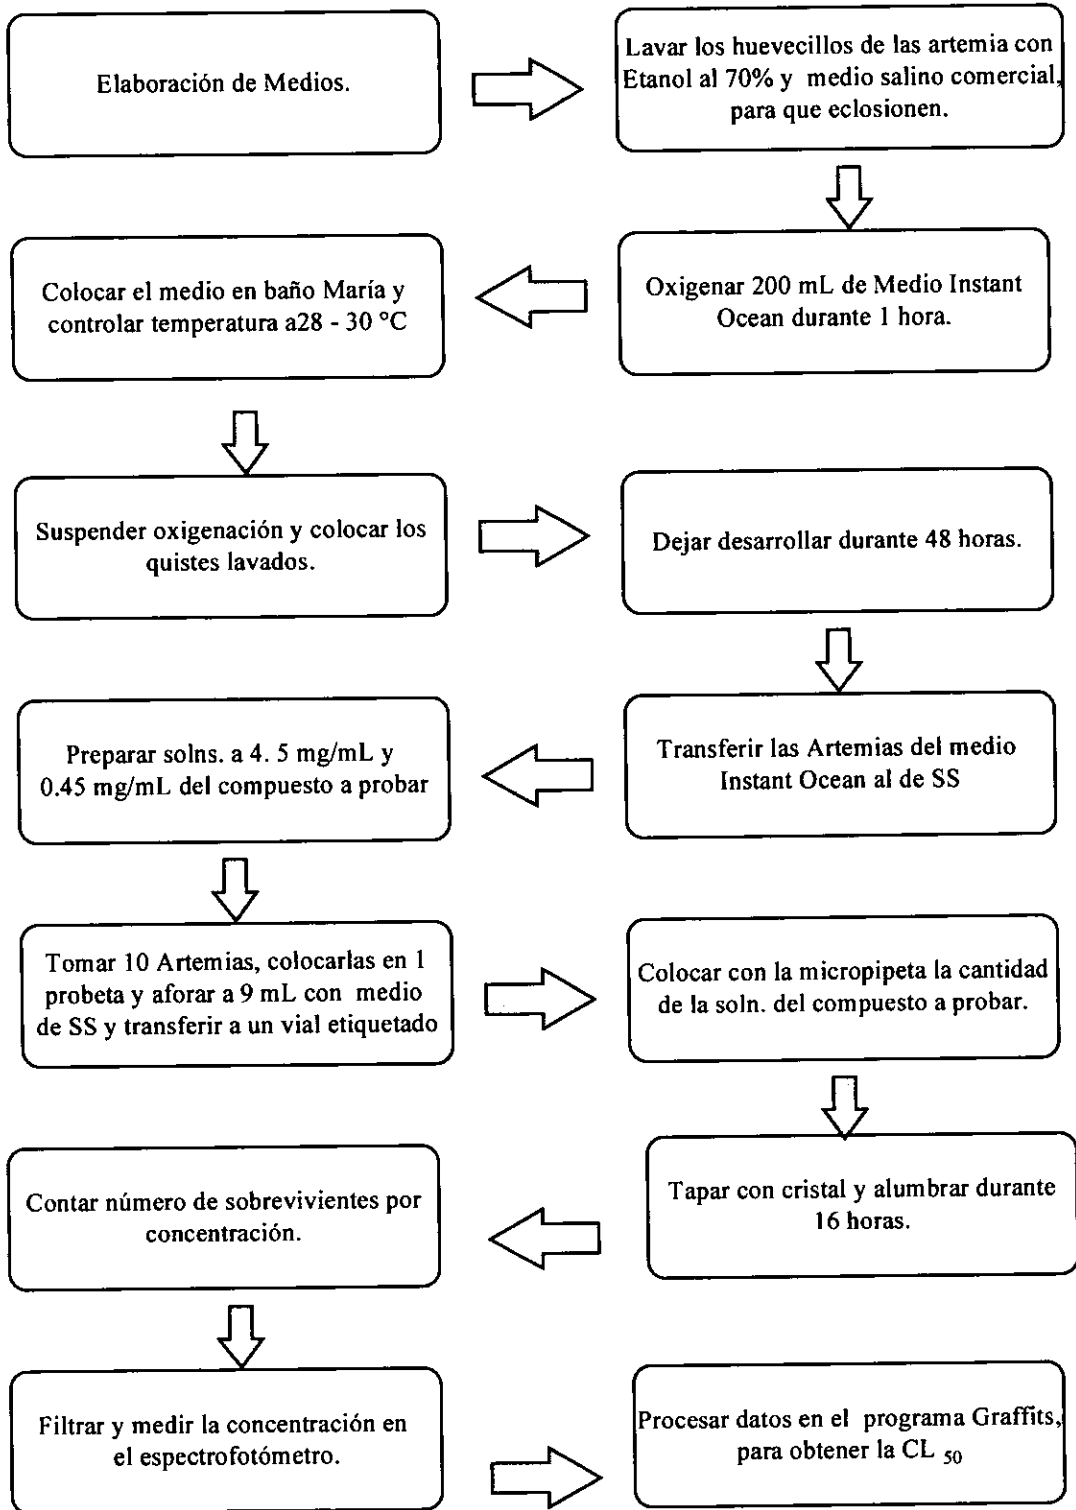 Elaboración de Medios.
Lavar los huevecillos de las artemia con
Etanol al 70% y medio salino comercial,
para que eclosionen.
Oxigenar 200 mL de Medio Instant
Ocean durante 1 hora.
Colocar el medio en baño María y
controlar temperatura a28 - 30 °C
Suspender oxigenación y colocar los
quistes lavados.
Dejar desarrollar durante 48 horas.
Transferir las Artemias del medio
Instant Ocean al de SS
Preparar solns. a 4. 5 mg/mL y
0.45 mg/mL del compuesto a probar
Tomar 10 Artemias, colocarlas en 1
probeta y aforar a 9 mL con medio
de SS y transferir a un vial etiquetado
Colocar con la micropipeta la cantidad
de la soln. del compuesto a probar.
Tapar con cristal y alumbrar durante
16 horas.
Contar número de sobrevivientes por
concentración.
Filtrar y medir la concentración en
el espectrofotómetro.
Procesar datos en el programa Graffits,
para obtener la CL 50